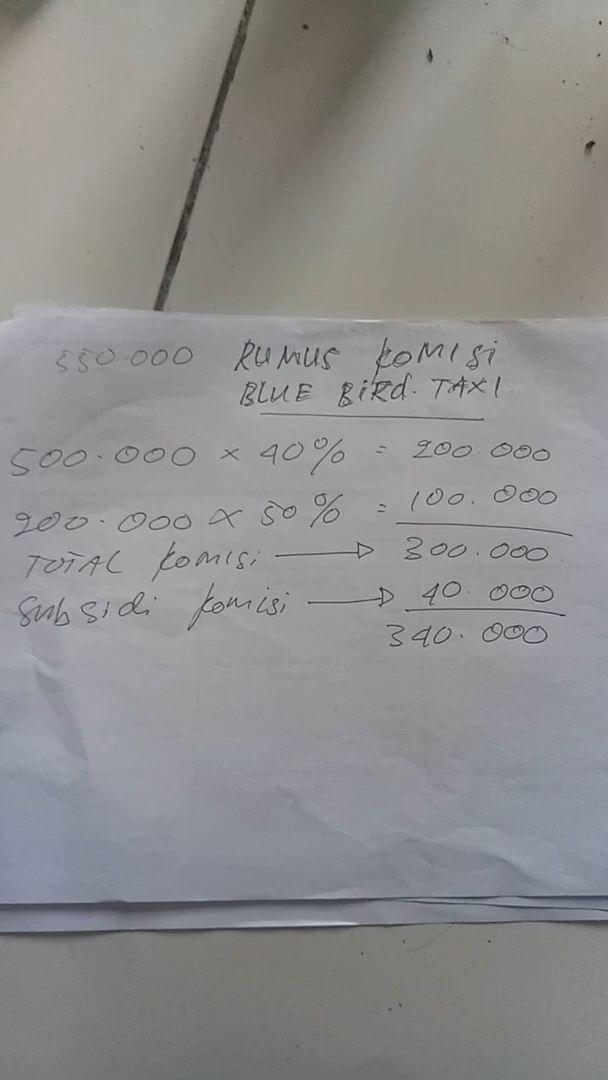 550.000 RUMUS KOMISi
BLUE BiRd. TAXI.
500.000 x 40% = 200.000
200.000 x 50% = 100.000
TOTAL KOMiSi → 300.000
Subsidi komisi → 40.000
340.000